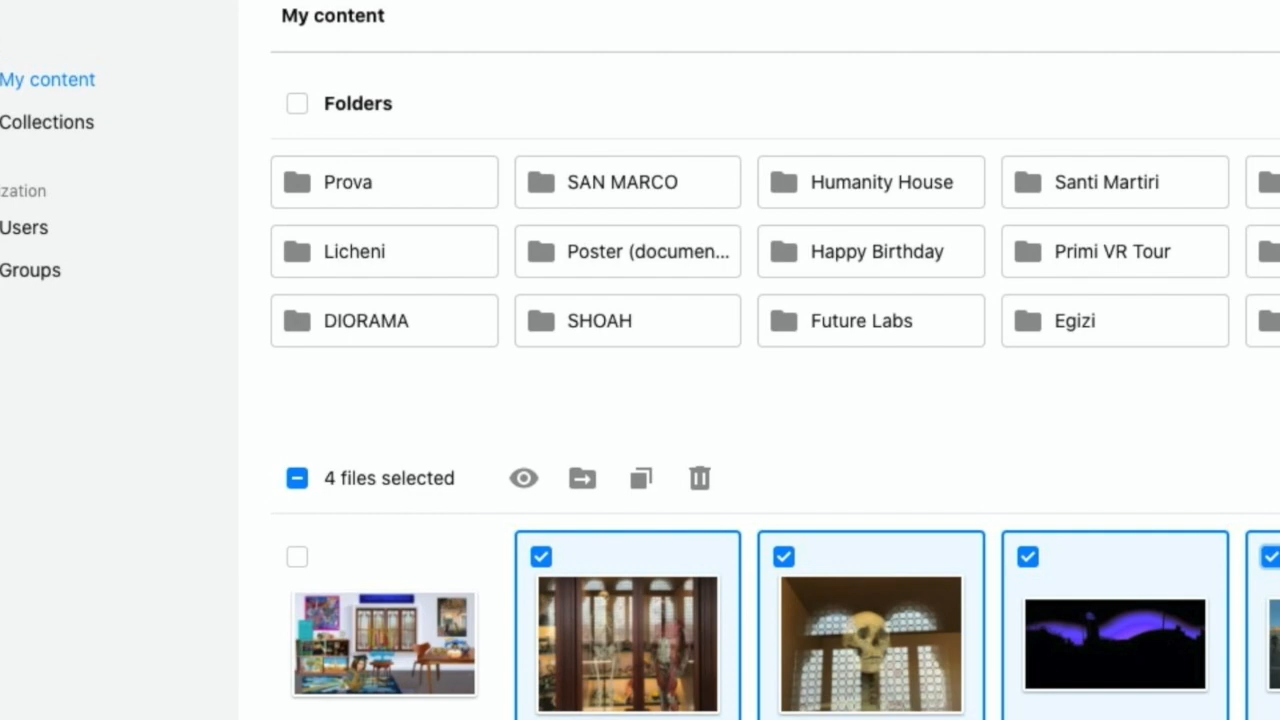 My content
My content
Collections
zation
Users
Groups
Folders
Prova
SAN MARCO
Humanity House
Santi Martiri
Licheni
Poster (documen...
Happy Birthday
Primi VR Tour
DIORAMA
SHOAH
Future Labs
Egizi
4 files selected